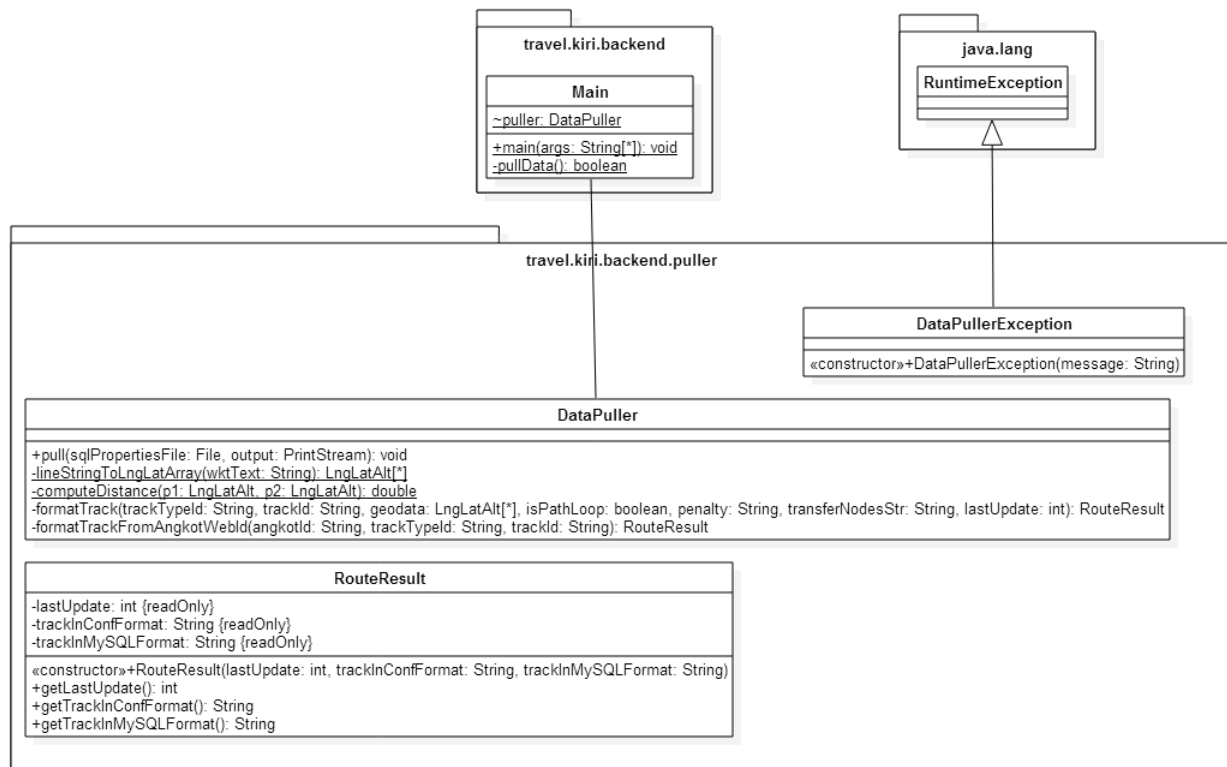 travel.kiri.backend
Main
~puller: DataPuller
+main(args: String[*]): void
-pullData(): boolean
java.lang
RuntimeException
travel.kiri.backend.puller
DataPullerException
«constructor»+DataPullerException(message: String)
DataPuller
+pull(sqlPropertiesFile: File, output: PrintStream): void
-lineStringToLngLatArray(wktText: String): LngLatAlt[*]
-computeDistance(p1: LngLatAlt, p2: LngLatAlt): double
-formatTrack(trackTypeId: String, trackId: String, geodata: LngLatAlt[*], isPathLoop: boolean, penalty: String, transferNodesStr: String, lastUpdate: int): RouteResult
-formatTrackFromAngkotWebId(angkotId: String, trackTypeId: String, trackId: String): RouteResult
RouteResult
-lastUpdate: int {readOnly}
-trackInConfFormat: String {readOnly}
-trackInMySQLFormat: String {readOnly}
«constructor»+RouteResult(lastUpdate: int, trackInConfFormat: String, trackInMySQLFormat: String)
+getLastUpdate(): int
+getTrackInConfFormat(): String
+getTrackInMySQLFormat(): String